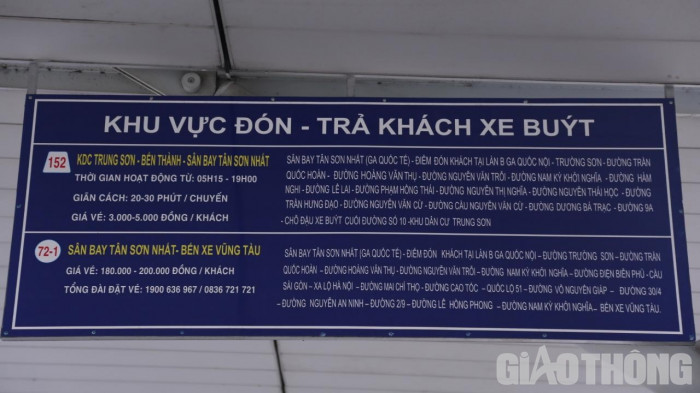 KHU VỰC ĐÓN - TRẢ KHÁCH XE BUÝT
152
KDC TRUNG SƠN - BẾN THÀNH - SÂN BAY TÂN SƠN NHẤT
THỜI GIAN HOẠT ĐỘNG TỪ: 05H15 - 19H00
GIÃN CÁCH: 20-30 PHÚT / CHUYẾN
GIÁ VÉ: 3.000-5.000 ĐỒNG / KHÁCH
SÂN BAY TÂN SƠN NHẤT (GA QUỐC TẾ) - ĐIỂM ĐÓN KHÁCH TẠI LÀN B GA QUỐC NỘI - TRƯỜNG SƠN - ĐƯỜNG TRẦN
QUỐC HOÀN - ĐƯỜNG HOÀNG VĂN THỤ - ĐƯỜNG NGUYỄN VĂN TRỖI - ĐƯỜNG NAM KỲ KHỞI NGHĨA - ĐƯỜNG HÀM
NGHI - ĐƯỜNG LÊ LAI - ĐƯỜNG PHẠM HỒNG THÁI - ĐƯỜNG NGUYỄN THỊ NGHĨA - ĐƯỜNG NGUYỄN THÁI HỌC - ĐƯỜNG
TRẦN HƯNG ĐẠO - ĐƯỜNG NGUYỄN VĂN CỪ - ĐƯỜNG CẦU NGUYỄN VĂN CỪ - ĐƯỜNG DƯƠNG BÁ TRẠC - ĐƯỜNG 9A
- CHỖ ĐẬU XE BUÝT CUỐI ĐƯỜNG SỐ 10 -KHU DÂN CƯ TRUNG SƠN
72-1
SÂN BAY TÂN SƠN NHẤT- BẾN XE VŨNG TÀU
GIÁ VÉ: 180.000 - 200.000 ĐỒNG / KHÁCH
TỔNG ĐÀI ĐẶT VÉ: 1900 636 967 / 0836 721 721
SÂN BAY TÂN SƠN NHẤT (GA QUỐC TẾ) - ĐIỂM ĐÓN KHÁCH TẠI LÀN B GA QUỐC NỘI – ĐƯỜNG TRƯỜNG SƠN – ĐƯỜNG TRẦN
QUỐC HOÀN – ĐƯỜNG HOÀNG VĂN THỤ – ĐƯỜNG NGUYỄN VĂN TRỖI – ĐƯỜNG NAM KỲ KHỞI NGHĨA – ĐƯỜNG ĐIỆN BIÊN PHỦ - CẦU
SÀI GÒN – XA LỘ HÀ NỘI – ĐƯỜNG MAI CHÍ THỌ – ĐƯỜNG CAO TỐC – QUỐC LỘ 51 – ĐƯỜNG VÕ NGUYÊN GIÁP – ĐƯỜNG 30/4
– ĐƯỜNG NGUYỄN AN NINH – ĐƯỜNG 2/9 – ĐƯỜNG LÊ HỒNG PHONG – ĐƯỜNG NAM KỲ KHỞI NGHĨA – BẾN XE VŨNG TÀU.
GIAOTHÔNG